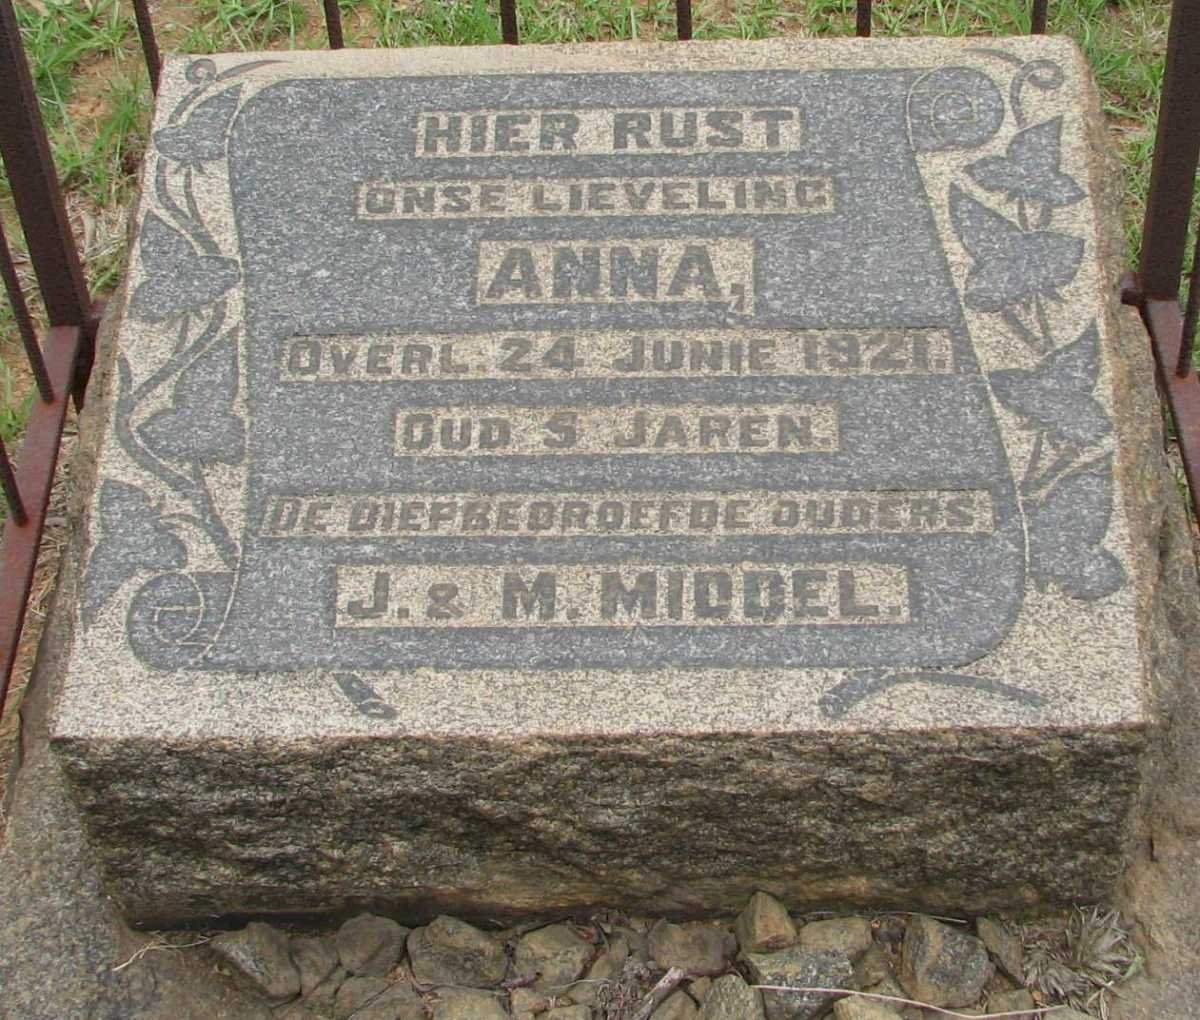 HIER RUST
ONSE LIEVELING
ANNA,
OVERL. 24 JUNIE 1921.
OUD 5 JAREN.
DE DIEPBEDROEFDE OUDERS
J. & M. MIDDEL.